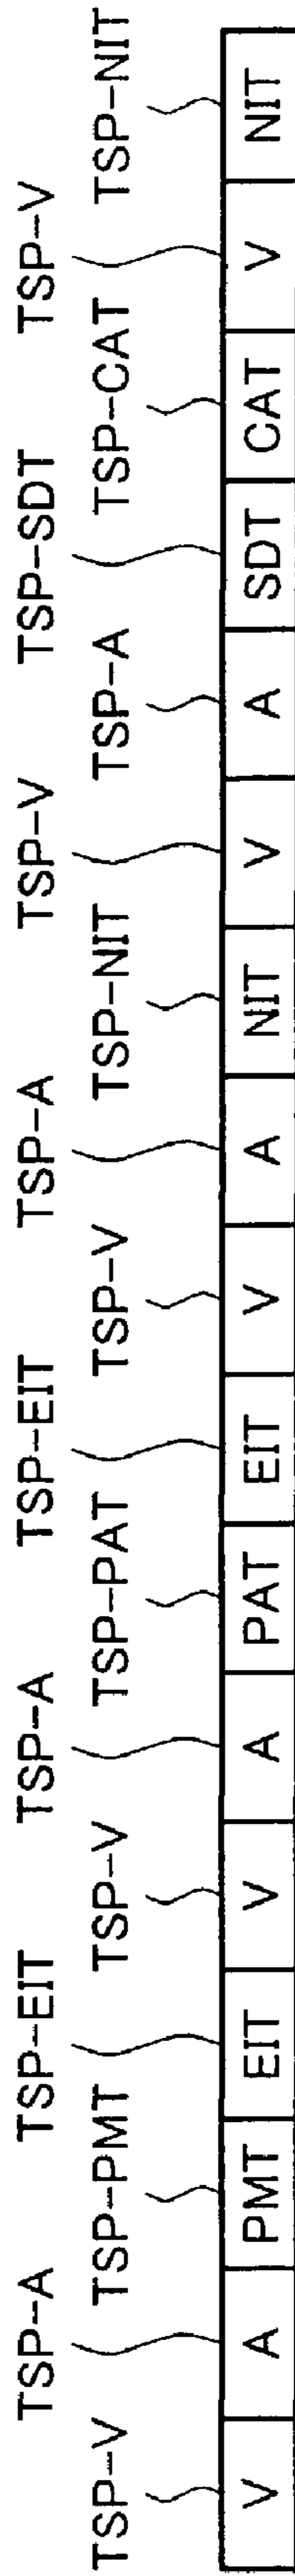 TSP-A TSP-EIT TSP-A TSP-EIT TSP-A TSP-V TSP-SDT TSP-V
TSP-V TSP-PMT TSP-V TSP-PAT TSP-V TSP-NIT TSP-A TSP-CAT TSP-NIT
V A PMT EIT V A PAT EIT V A NIT V A SDT CAT V NIT